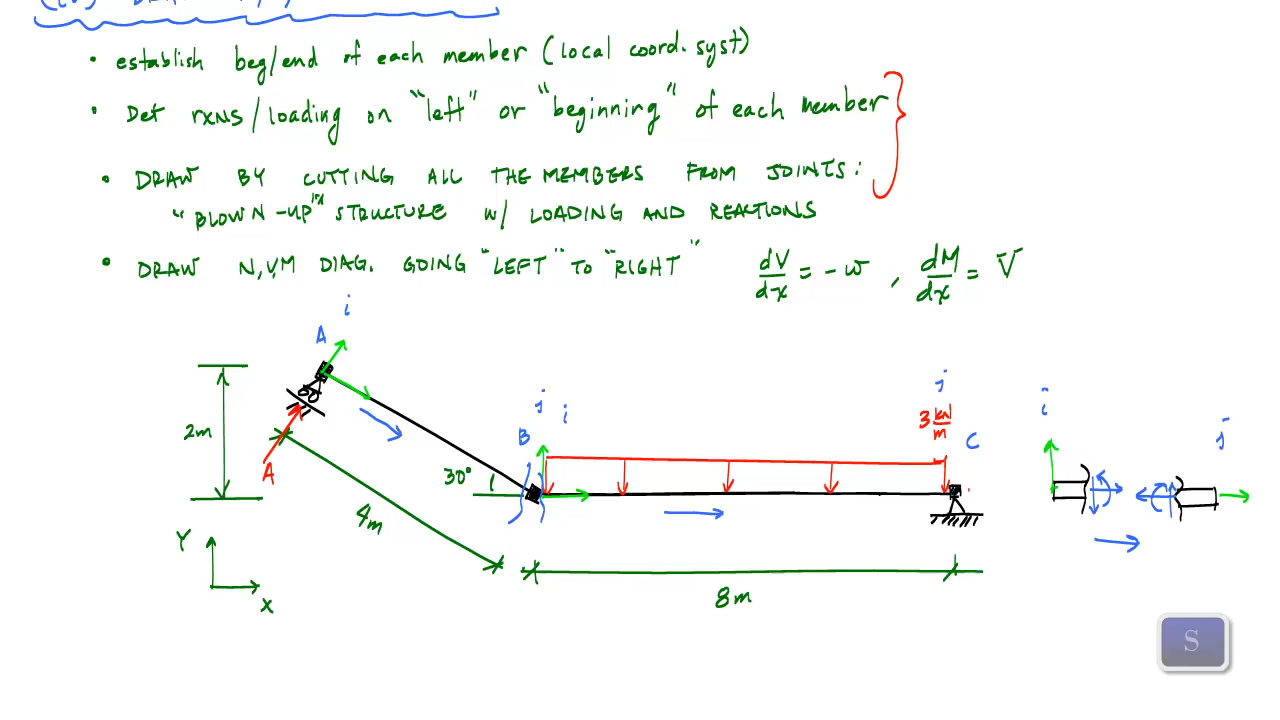 • establish beg/end of each member (local coord. syst)
• Det rxns/loading on "left" or "beginning" of each member
• DRAW BY CUTTING ALL THE MEMBERS FROM JOINTS:
"BLOWN-UP" STRUCTURE w/ LOADING AND REACTIONS
• DRAW N,V,M DIAG. GOING "LEFT" TO "RIGHT" dV/dx = -w , dM/dx = V
i
A
2m
A
4m
30°
B
j i
j
3 kN/m
C
8m
Y
X
i
j
S